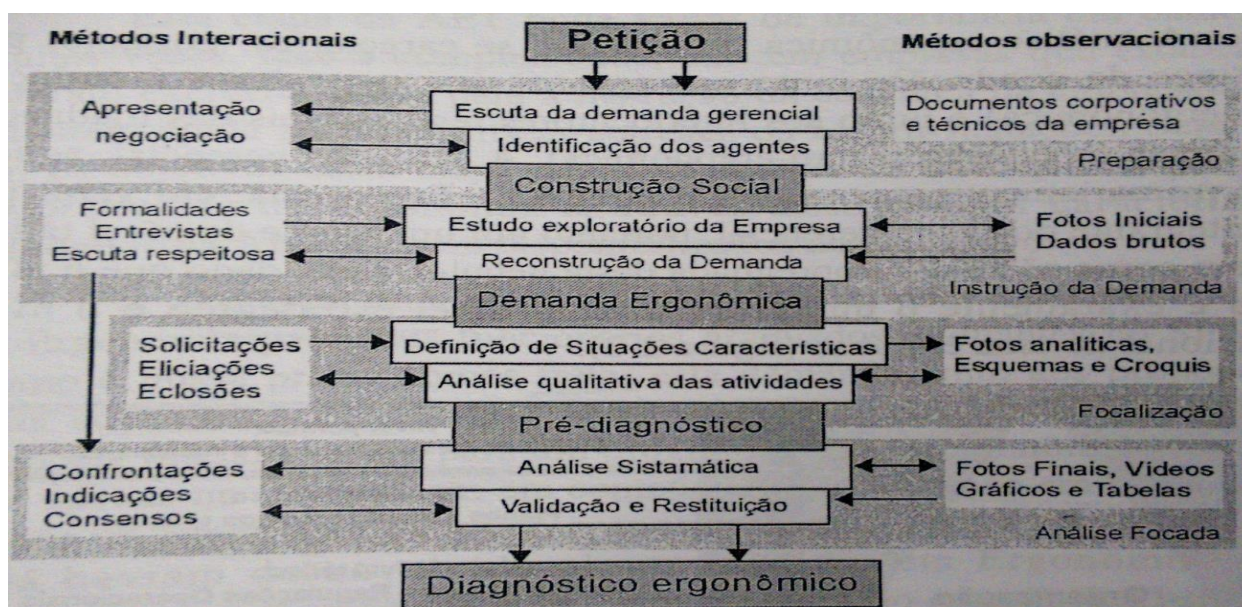 Métodos Interacionais
Petição
Métodos observacionais
Apresentação
negociação
Escuta da demanda gerencial
Identificação dos agentes
Documentos corporativos
e técnicos da empresa
Preparação
Construção Social
Formalidades
Entrevistas
Escuta respeitosa
Estudo exploratório da Empresa
Reconstrução da Demanda
Fotos Iniciais
Dados brutos
Instrução da Demanda
Demanda Ergonômica
Solicitações
Eliciações
Eclosões
Definição de Situações Características
Análise qualitativa das atividades
Fotos analíticas,
Esquemas e Croquis
Focalização
Pré-diagnóstico
Confrontações
Indicações
Consensos
Análise Sistamática
Validação e Restituição
Fotos Finais, Vídeos
Gráficos e Tabelas
Análise Focada
Diagnóstico ergonômico